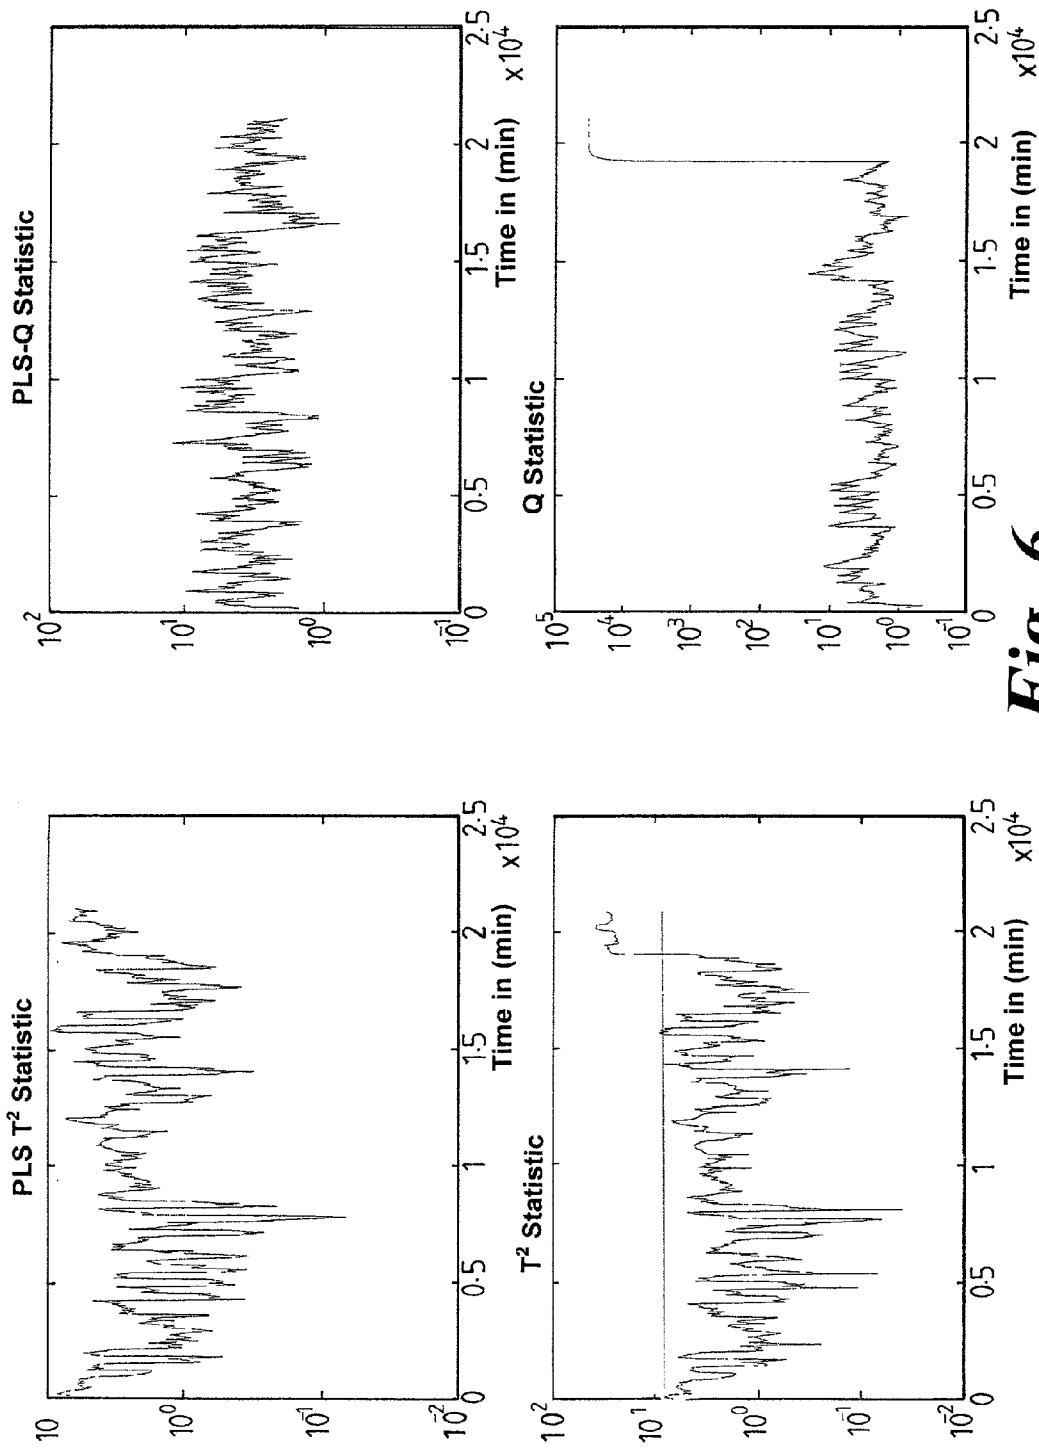 PLS T² Statistic
10
10⁰
10⁻¹
10⁻²
0 0·5 1 1·5 2 2·5
Time in (min) x10⁴
PLS-Q Statistic
10²
10¹
10⁰
10⁻¹
0 0·5 1 1·5 2 2·5
Time in (min) x10⁴
T² Statistic
10²
10¹
10⁰
10⁻¹
10⁻²
0 0·5 1 1·5 2 2·5
Time in (min) x10⁴
Q Statistic
10⁵
10⁴
10³
10²
10¹
10⁰
10⁻¹
0 0·5 1 1·5 2 2·5
Time in (min) x10⁴
Fig. 6